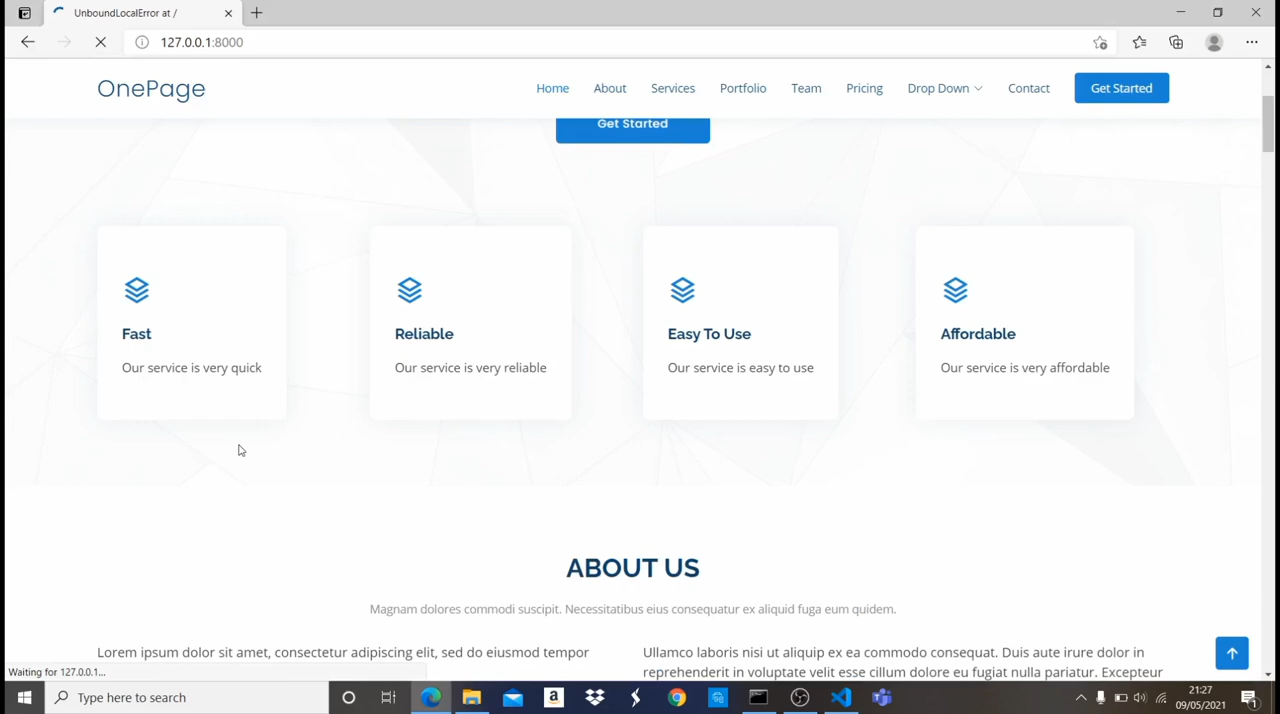 UnboundLocalError at /
127.0.0.1:8000
OnePage
Home About Services Portfolio Team Pricing Drop Down Contact Get Started
Get Started
Fast
Our service is very quick
Reliable
Our service is very reliable
Easy To Use
Our service is easy to use
Affordable
Our service is very affordable
ABOUT US
Magnam dolores commodi suscipit. Necessitatibus eius consequatur ex aliquid fuga eum quidem.
Lorem ipsum dolor sit amet, consectetur adipiscing elit, sed do eiusmod tempor
Ullamco laboris nisi ut aliquip ex ea commodo consequat. Duis aute irure dolor in
reprehenderit in voluptate velit esse cillum dolore eu fugiat nulla pariatur. Excepteur
Waiting for 127.0.0.1...
Type here to search
21:27
09/05/2021
1